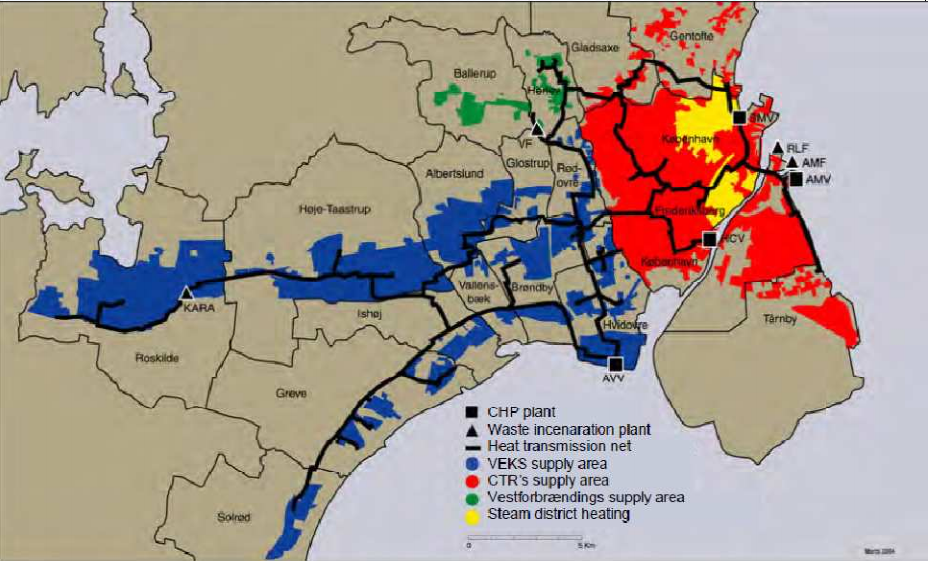 Gentofte
Gladsaxe
Ballerup
Herlev
SMV
København
VF
RLF
AMF
AMV
Glostrup
Rød-
ovre
Albertslund
Høje-Taastrup
Frederiksberg
HCV
København
KARA
Vallens-
bæk
Brøndby
Ishøj
Hvidovre
Tårnby
Roskilde
AVV
Greve
Solrød
CHP plant
Waste incenaration plant
Heat transmission net
VEKS supply area
CTR's supply area
Vestforbrændings supply area
Steam district heating
0
5 Km